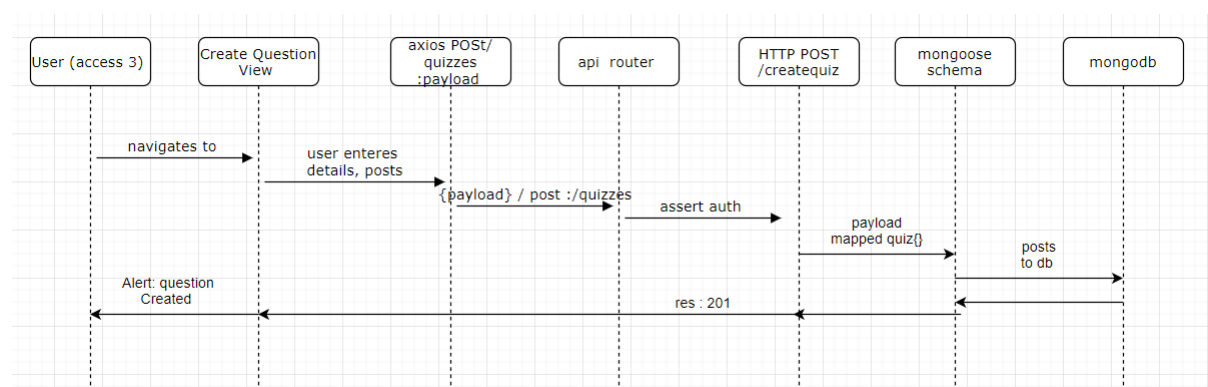 User (access 3)
Create Question
View
axios POSt/
quizzes
:payload
api router
HTTP POST
/createquiz
mongoose
schema
mongodb
navigates to
user enteres
details, posts
{payload} / post :/quizzes
assert auth
payload
mapped quiz{}
posts
to db
Alert: question
Created
res : 201